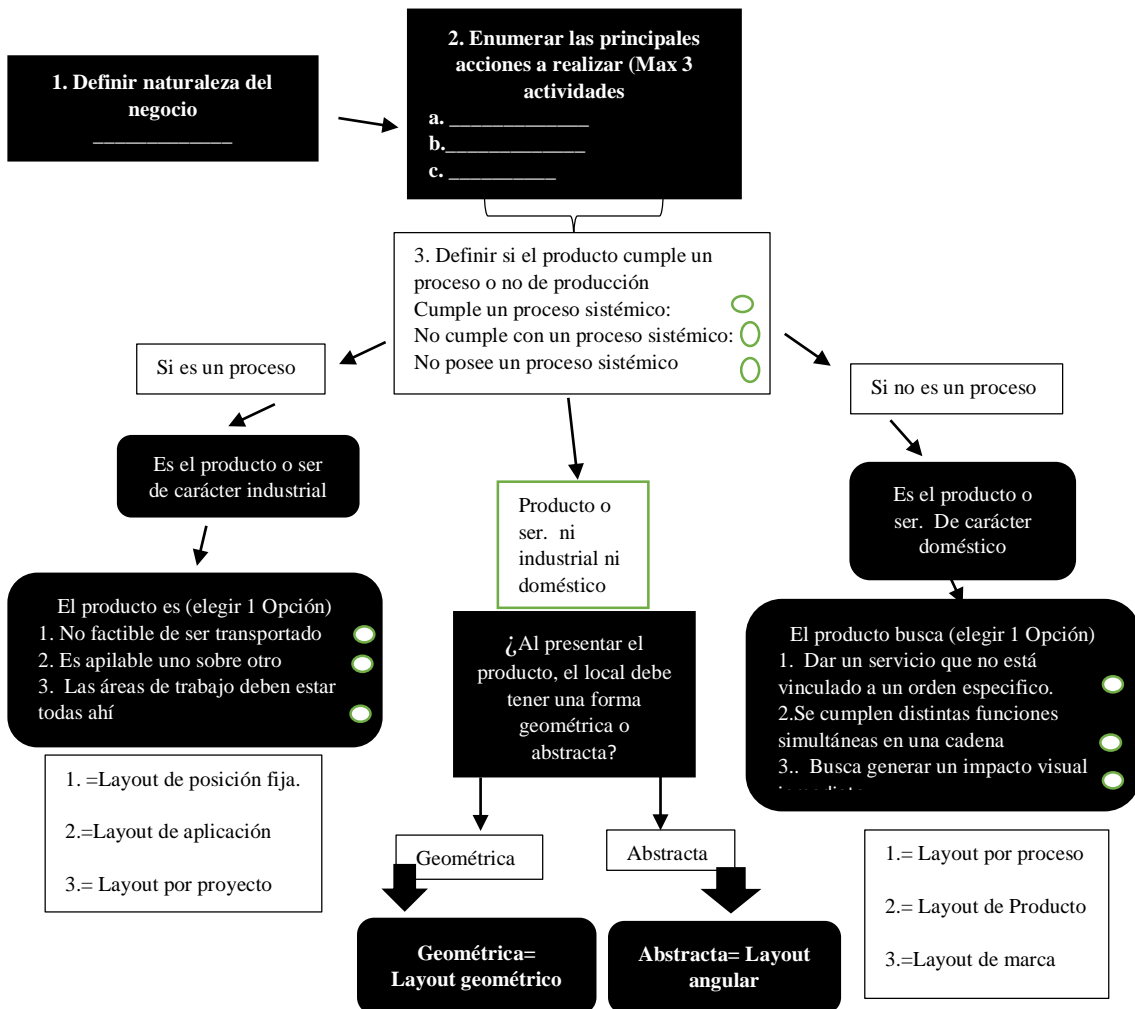 1. Definir naturaleza del
negocio
_____________
2. Enumerar las principales
acciones a realizar (Max 3
actividades
a. _____________
b._____________
c. __________
3. Definir si el producto cumple un
proceso o no de producción
Cumple un proceso sistémico:
No cumple con un proceso sistémico:
No posee un proceso sistémico
Si es un proceso
Si no es un proceso
Es el producto o ser
de carácter industrial
Producto o
ser. ni
industrial ni
doméstico
Es el producto o
ser. De carácter
doméstico
El producto es (elegir 1 Opción)
1. No factible de ser transportado
2. Es apilable uno sobre otro
3. Las áreas de trabajo deben estar
todas ahí
¿Al presentar el
producto, el local debe
tener una forma
geométrica o
abstracta?
El producto busca (elegir 1 Opción)
1. Dar un servicio que no está
vinculado a un orden especifico.
2.Se cumplen distintas funciones
simultáneas en una cadena
3.. Busca generar un impacto visual
1. =Layout de posición fija.
2.=Layout de aplicación
3.= Layout por proyecto
Geométrica
Abstracta
1.= Layout por proceso
2.= Layout de Producto
3.=Layout de marca
Geométrica=
Layout geométrico
Abstracta= Layout
angular